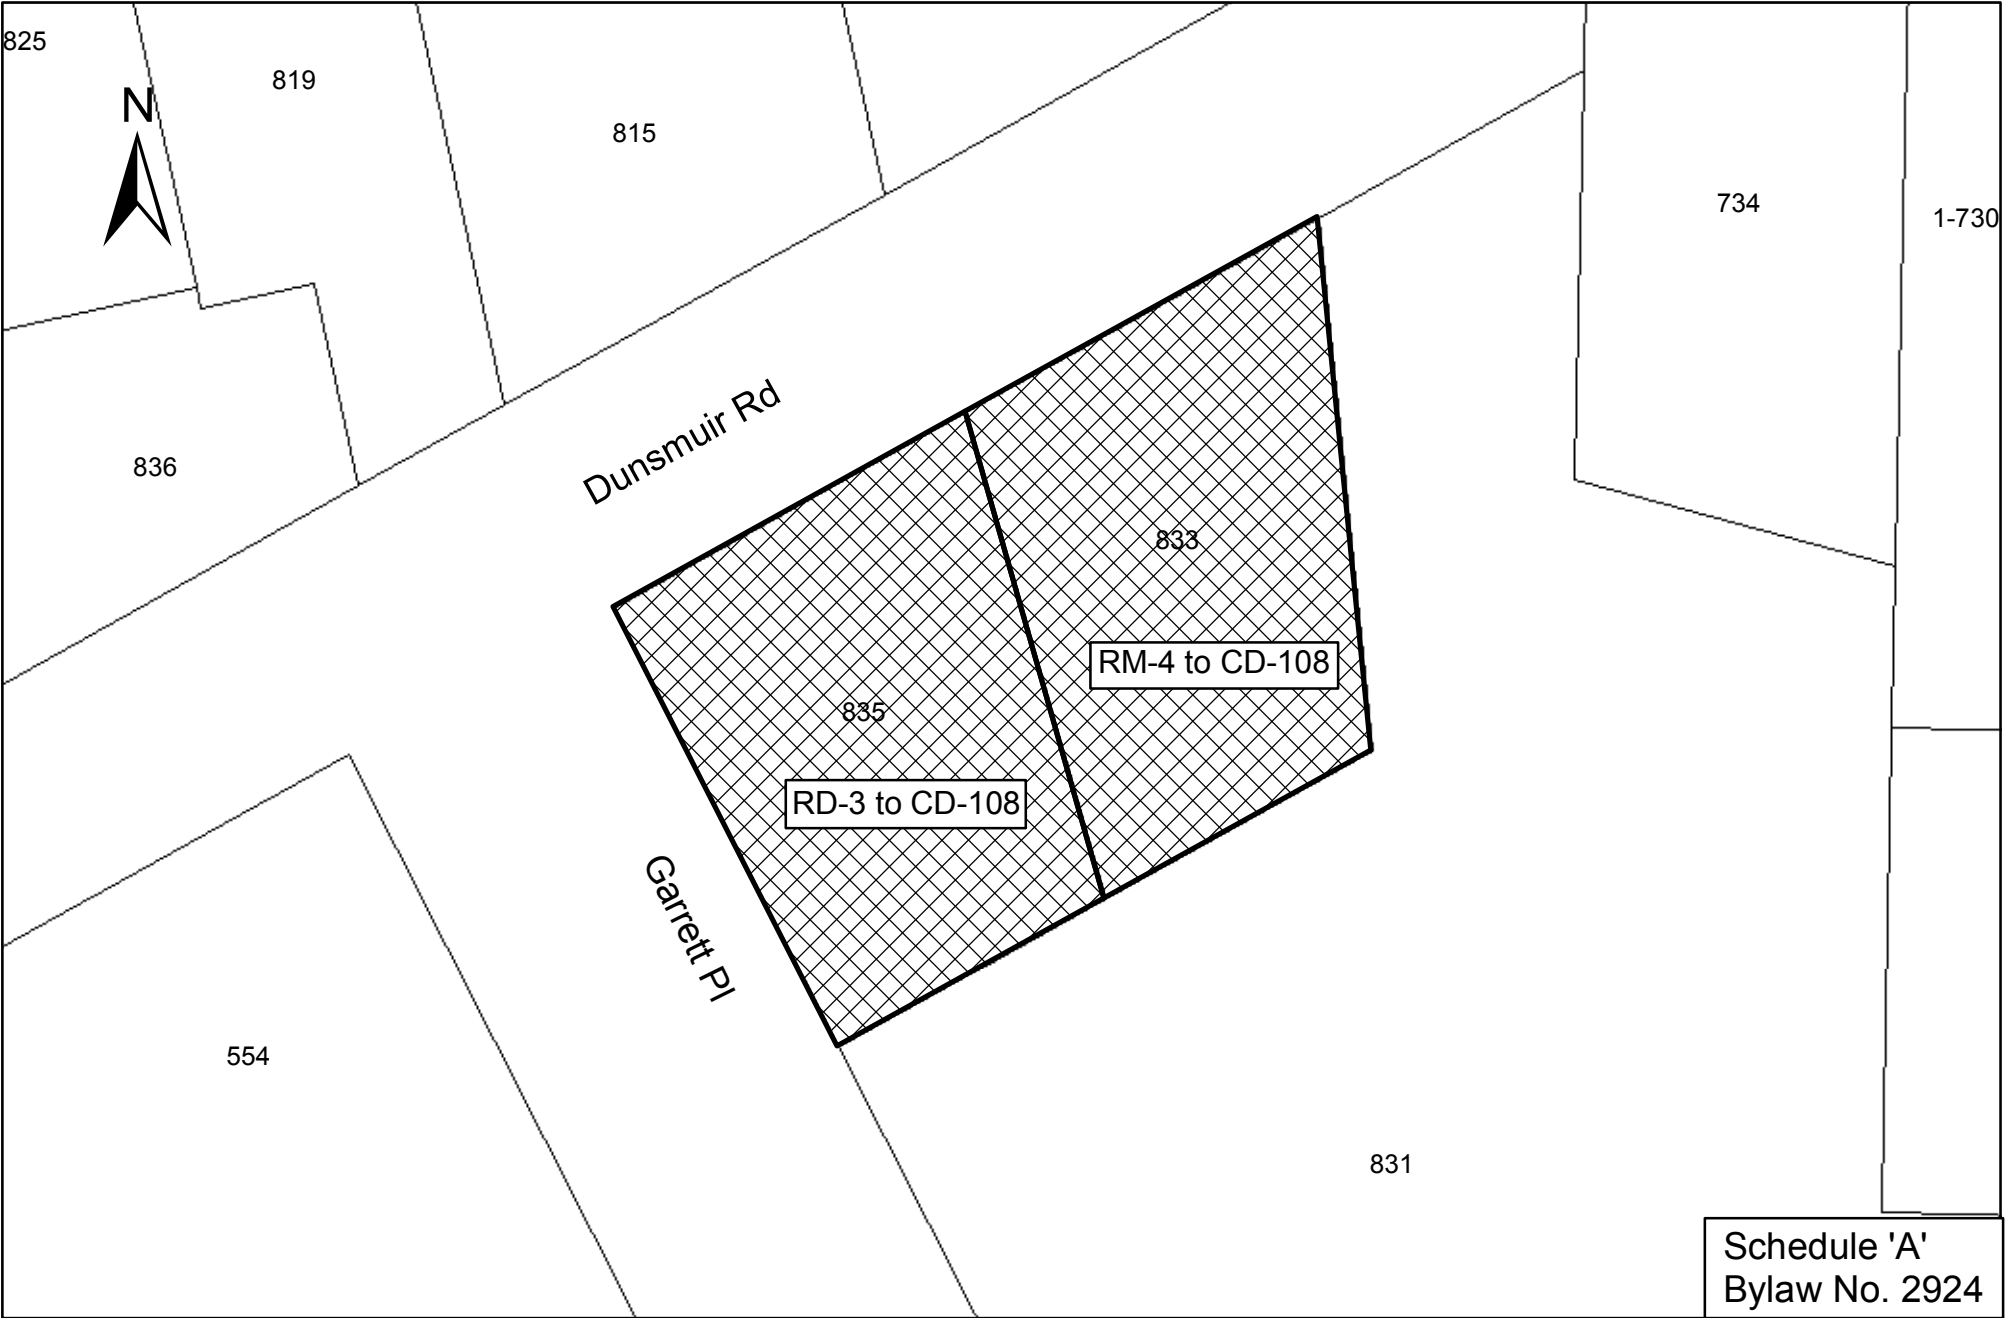 825
819
N
815
734
1-730
Dunsmuir Rd
836
833
RM-4 to CD-108
835
RD-3 to CD-108
Garrett Pl
554
831
Schedule 'A'
Bylaw No. 2924